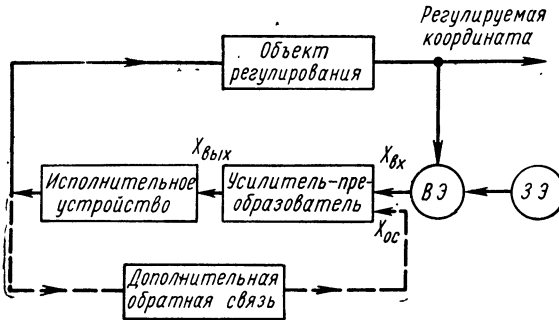 Регулируемая
координата
Объект
регулирования
Xвых
Xвх
Исполнительное
устройство
Усилитель-пре-
образователь
ВЭ
ЗЭ
Xос
Дополнительная
обратная связь